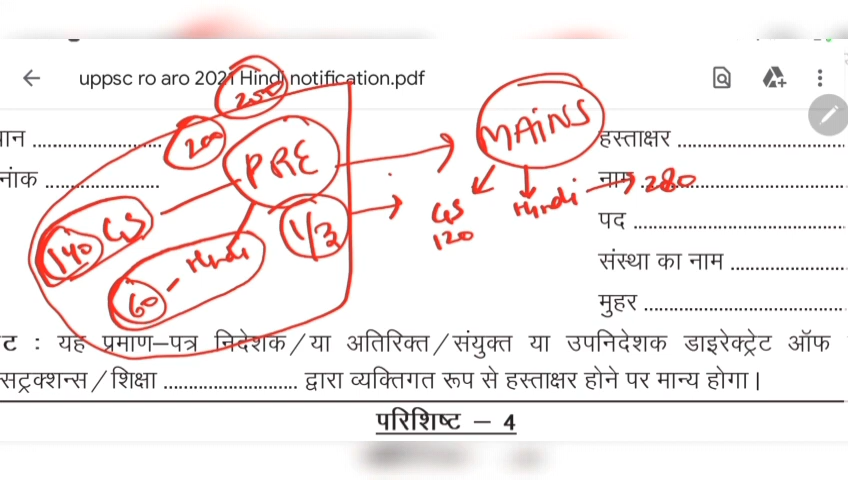 uppsc ro aro 2021 Hindi notification.pdf
250
200
PRE
MAINS
140 GS
60 - Hindi
1/3
GS
120
Hindi → 280
हस्ताक्षर ........................
नाम ........................
पद ........................
संस्था का नाम ................
मुहर ........................
यह प्रमाण–पत्र निदेशक / या अतिरिक्त / संयुक्त या उपनिदेशक डाइरेक्ट्रेट ऑफ
सट्रक्शन्स / शिक्षा ........................ द्वारा व्यक्तिगत रूप से हस्ताक्षर होने पर मान्य होगा।
परिशिष्ट – 4